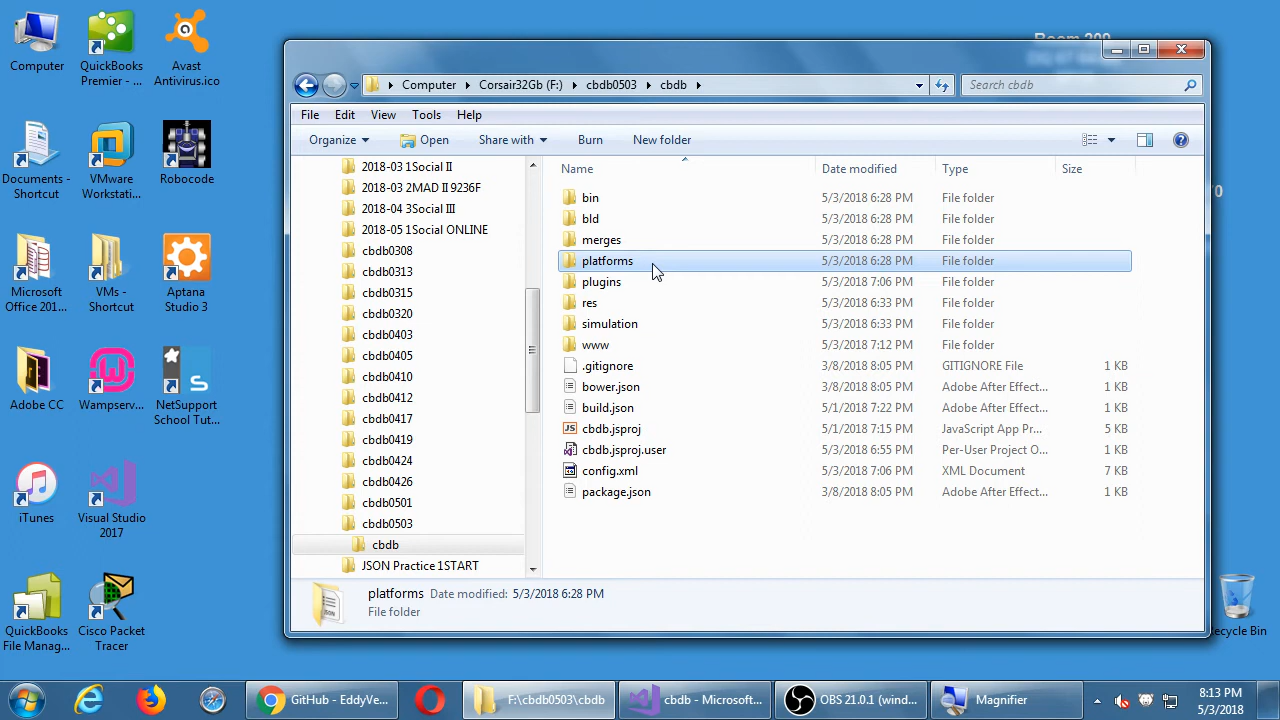 Computer
QuickBooks
Premier - ...
Avast
Antivirus.ico
Documents -
Shortcut
VMware
Workstati...
Robocode
Microsoft
Office 201...
VMs -
Shortcut
Aptana
Studio 3
Adobe CC
Wampserv...
NetSupport
School Tut...
iTunes
Visual Studio
2017
QuickBooks
File Manag...
Cisco Packet
Tracer
Room 200
Computer
Corsair32Gb (F:)
cbdb0503
cbdb
Search cbdb
File Edit View Tools Help
Organize Open Share with Burn New folder
2018-03 1Social II
2018-03 2MAD II 9236F
2018-04 3Social III
2018-05 1Social ONLINE
cbdb0308
cbdb0313
cbdb0315
cbdb0320
cbdb0403
cbdb0405
cbdb0410
cbdb0412
cbdb0417
cbdb0419
cbdb0424
cbdb0426
cbdb0501
cbdb0503
cbdb
JSON Practice 1START
Name Date modified Type Size
bin 5/3/2018 6:28 PM File folder
bld 5/3/2018 6:28 PM File folder
merges 5/3/2018 6:28 PM File folder
platforms 5/3/2018 6:28 PM File folder
plugins 5/3/2018 7:06 PM File folder
res 5/3/2018 6:33 PM File folder
simulation 5/3/2018 6:33 PM File folder
www 5/3/2018 7:12 PM File folder
.gitignore 3/8/2018 8:05 PM GITIGNORE File 1 KB
bower.json 3/8/2018 8:05 PM Adobe After Effect... 1 KB
build.json 5/1/2018 7:22 PM Adobe After Effect... 1 KB
cbdb.jsproj 5/1/2018 7:15 PM JavaScript App Pr... 5 KB
cbdb.jsproj.user 5/3/2018 6:55 PM Per-User Project O... 1 KB
config.xml 5/3/2018 7:06 PM XML Document 7 KB
package.json 3/8/2018 8:05 PM Adobe After Effect... 1 KB
platforms Date modified: 5/3/2018 6:28 PM
File folder
ecycle Bin
GitHub - EddyVe...
F:\cbdb0503\cbdb
cbdb - Microsoft...
OBS 21.0.1 (wind...
Magnifier
8:13 PM
5/3/2018